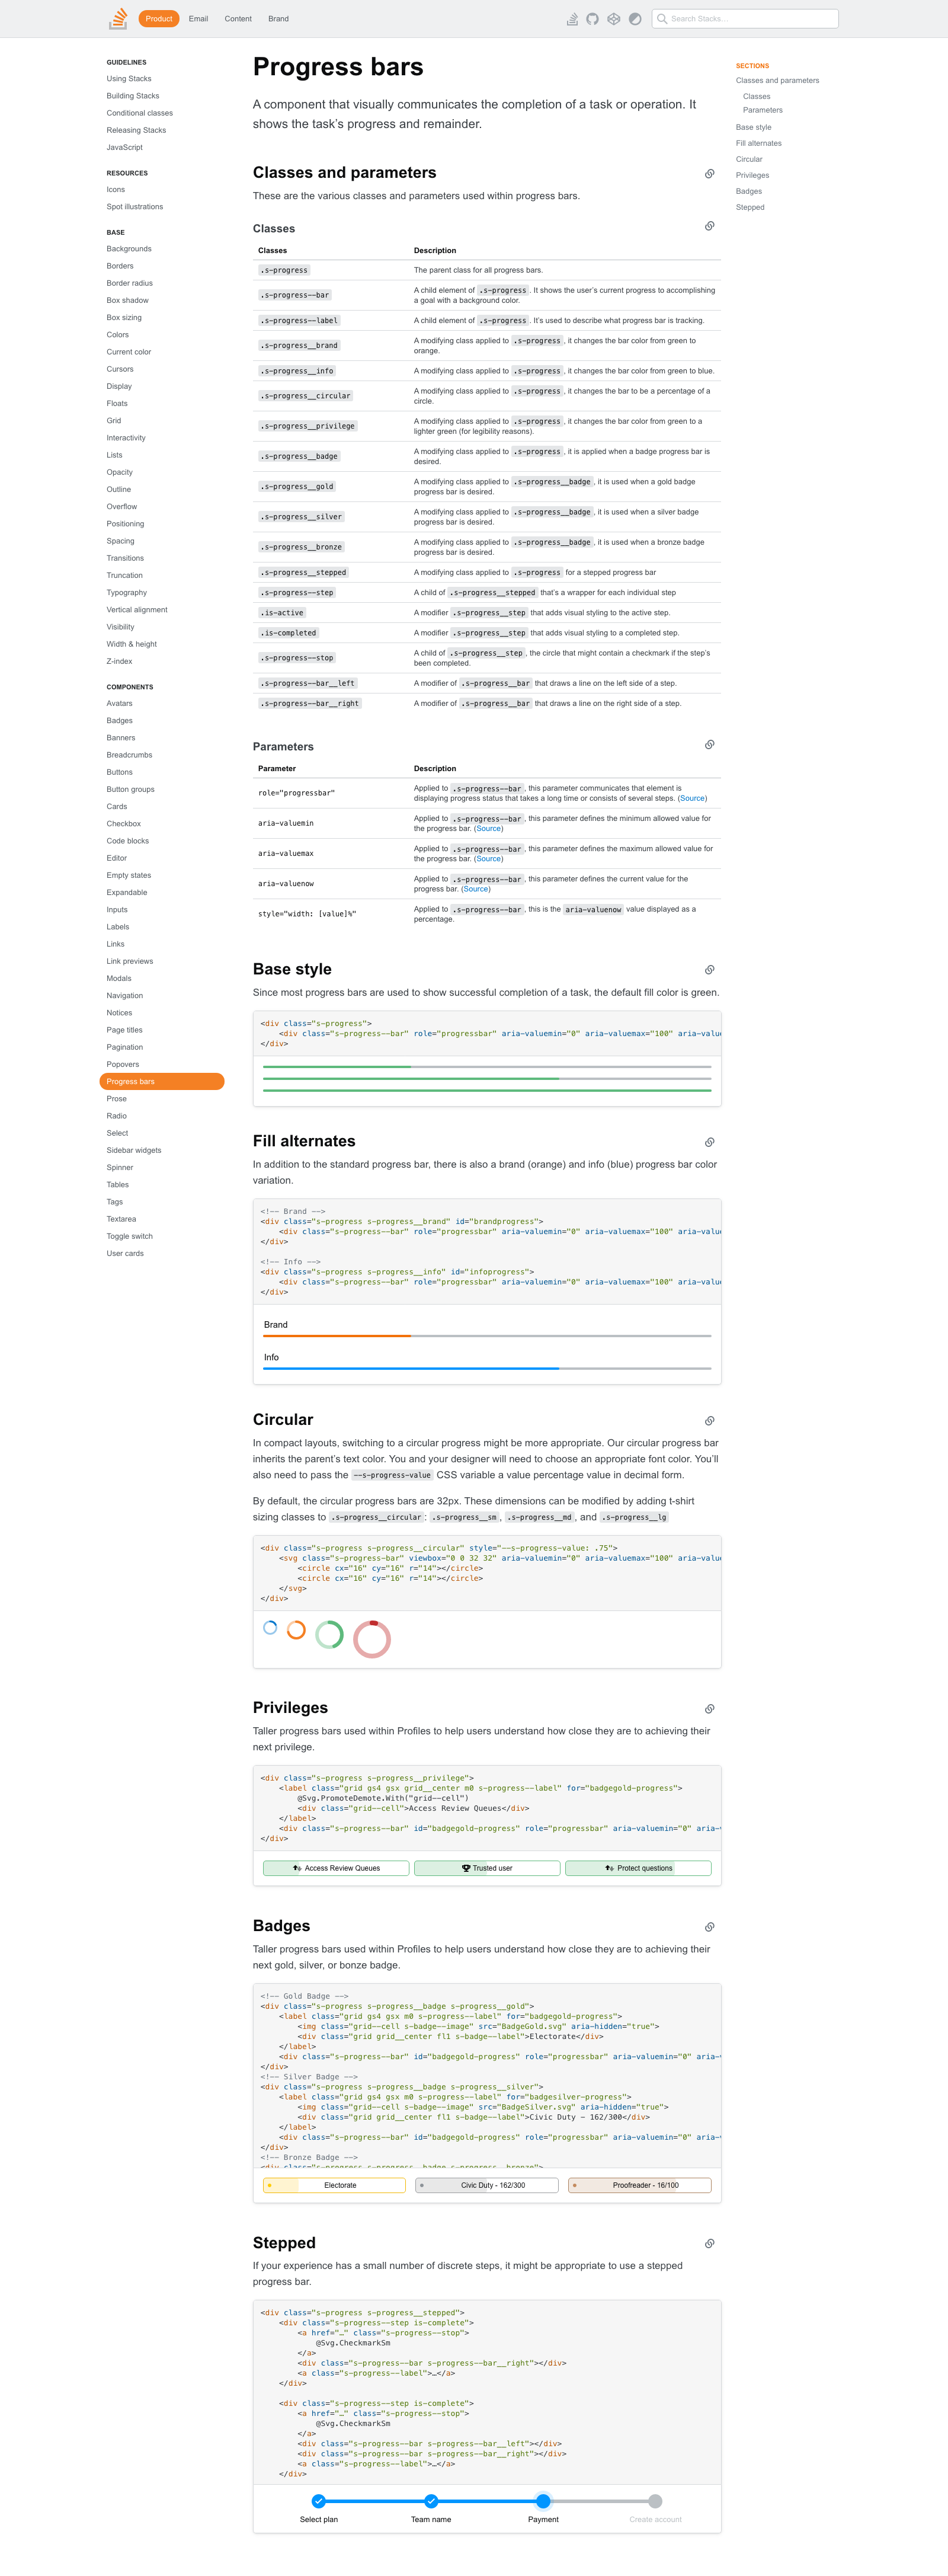 Product
Email
Content
Brand
Search Stacks…
GUIDELINES
Using Stacks
Building Stacks
Conditional classes
Releasing Stacks
JavaScript
RESOURCES
Icons
Spot illustrations
BASE
Backgrounds
Borders
Border radius
Box shadow
Box sizing
Colors
Current color
Cursors
Display
Floats
Grid
Interactivity
Lists
Opacity
Outline
Overflow
Positioning
Spacing
Transitions
Truncation
Typography
Vertical alignment
Visibility
Width & height
Z-index
COMPONENTS
Avatars
Badges
Banners
Breadcrumbs
Buttons
Button groups
Cards
Checkbox
Code blocks
Editor
Empty states
Expandable
Inputs
Labels
Links
Link previews
Modals
Navigation
Notices
Page titles
Pagination
Popovers
Progress bars
Prose
Radio
Select
Sidebar widgets
Spinner
Tables
Tags
Textarea
Toggle switch
User cards
Progress bars
A component that visually communicates the completion of a task or operation. It
shows the task's progress and remainder.
Classes and parameters
These are the various classes and parameters used within progress bars.
Classes
Classes Description
.s-progress The parent class for all progress bars.
.s-progress--bar A child element of .s-progress. It shows the user's current progress to accomplishing
a goal with a background color.
.s-progress--label A child element of .s-progress. It's used to describe what progress bar is tracking.
.s-progress__brand A modifying class applied to .s-progress, it changes the bar color from green to
orange.
.s-progress__info A modifying class applied to .s-progress, it changes the bar color from green to blue.
.s-progress__circular A modifying class applied to .s-progress, it changes the bar to be a percentage of a
circle.
.s-progress__privilege A modifying class applied to .s-progress, it changes the bar color from green to a
lighter green (for legibility reasons).
.s-progress__badge A modifying class applied to .s-progress, it is applied when a badge progress bar is
desired.
.s-progress__gold A modifying class applied to .s-progress__badge, it is used when a gold badge
progress bar is desired.
.s-progress__silver A modifying class applied to .s-progress__badge, it is used when a silver badge
progress bar is desired.
.s-progress__bronze A modifying class applied to .s-progress__badge, it is used when a bronze badge
progress bar is desired.
.s-progress__stepped A modifying class applied to .s-progress for a stepped progress bar
.s-progress--step A child of .s-progress__stepped that's a wrapper for each individual step
.is-active A modifier .s-progress__step that adds visual styling to the active step.
.is-completed A modifier .s-progress__step that adds visual styling to a completed step.
.s-progress--stop A child of .s-progress__step, the circle that might contain a checkmark if the step's
been completed.
.s-progress--bar__left A modifier of .s-progress__bar that draws a line on the left side of a step.
.s-progress--bar__right A modifier of .s-progress__bar that draws a line on the right side of a step.
Parameters
Parameter Description
role="progressbar" Applied to .s-progress--bar, this parameter communicates that element is
displaying progress status that takes a long time or consists of several steps. (Source)
aria-valuemin Applied to .s-progress--bar, this parameter defines the minimum allowed value for
the progress bar. (Source)
aria-valuemax Applied to .s-progress--bar, this parameter defines the maximum allowed value for
the progress bar. (Source)
aria-valuenow Applied to .s-progress--bar, this parameter defines the current value for the
progress bar. (Source)
style="width: [value]%" Applied to .s-progress--bar, this is the aria-valuenow value displayed as a
percentage.
Base style
Since most progress bars are used to show successful completion of a task, the default fill color is green.
<div class="s-progress">
<div class="s-progress--bar" role="progressbar" aria-valuemin="0" aria-valuemax="100" aria-value
</div>
Fill alternates
In addition to the standard progress bar, there is also a brand (orange) and info (blue) progress bar color
variation.
<!-- Brand -->
<div class="s-progress s-progress__brand" id="brandprogress">
<div class="s-progress--bar" role="progressbar" aria-valuemin="0" aria-valuemax="100" aria-value
</div>
<!-- Info -->
<div class="s-progress s-progress__info" id="infoprogress">
<div class="s-progress--bar" role="progressbar" aria-valuemin="0" aria-valuemax="100" aria-value
</div>
Brand
Info
Circular
In compact layouts, switching to a circular progress might be more appropriate. Our circular progress bar
inherits the parent's text color. You and your designer will need to choose an appropriate font color. You'll
also need to pass the --s-progress-value CSS variable a value percentage value in decimal form.
By default, the circular progress bars are 32px. These dimensions can be modified by adding t-shirt
sizing classes to .s-progress__circular: .s-progress__sm, .s-progress__md, and .s-progress__lg
<div class="s-progress s-progress__circular" style="--s-progress-value: .75">
<svg class="s-progress-bar" viewbox="0 0 32 32" aria-valuemin="0" aria-valuemax="100" aria-value
<circle cx="16" cy="16" r="14"></circle>
<circle cx="16" cy="16" r="14"></circle>
</svg>
</div>
Privileges
Taller progress bars used within Profiles to help users understand how close they are to achieving their
next privilege.
<div class="s-progress s-progress__privilege">
<label class="grid gs4 gsx grid__center m0 s-progress--label" for="badgegold-progress">
@Svg.PromoteDemote.With("grid--cell")
<div class="grid--cell">Access Review Queues</div>
</label>
<div class="s-progress--bar" id="badgegold-progress" role="progressbar" aria-valuemin="0" aria-v
</div>
Access Review Queues
Trusted user
Protect questions
Badges
Taller progress bars used within Profiles to help users understand how close they are to achieving their
next gold, silver, or bonze badge.
<!-- Gold Badge -->
<div class="s-progress s-progress__badge s-progress__gold">
<label class="grid gs4 gsx m0 s-progress--label" for="badgegold-progress">
<img class="grid--cell s-badge--image" src="BadgeGold.svg" aria-hidden="true">
<div class="grid grid__center fl1 s-badge--label">Electorate</div>
</label>
<div class="s-progress--bar" id="badgegold-progress" role="progressbar" aria-valuemin="0" aria-v
</div>
<!-- Silver Badge -->
<div class="s-progress s-progress__badge s-progress__silver">
<label class="grid gs4 gsx m0 s-progress--label" for="badgesilver-progress">
<img class="grid--cell s-badge--image" src="BadgeSilver.svg" aria-hidden="true">
<div class="grid grid__center fl1 s-badge--label">Civic Duty - 162/300</div>
</label>
<div class="s-progress--bar" id="badgegold-progress" role="progressbar" aria-valuemin="0" aria-v
</div>
<!-- Bronze Badge -->
<div class="s-progress s-progress__badge s-progress__bronze">
Electorate
Civic Duty - 162/300
Proofreader - 16/100
Stepped
If your experience has a small number of discrete steps, it might be appropriate to use a stepped
progress bar.
<div class="s-progress s-progress__stepped">
<div class="s-progress--step is-complete">
<a href="…" class="s-progress--stop">
@Svg.CheckmarkSm
</a>
<div class="s-progress--bar s-progress--bar__right"></div>
<a class="s-progress--label">…</a>
</div>
<div class="s-progress--step is-complete">
<a href="…" class="s-progress--stop">
@Svg.CheckmarkSm
</a>
<div class="s-progress--bar s-progress--bar__left"></div>
<div class="s-progress--bar s-progress--bar__right"></div>
<a class="s-progress--label">…</a>
</div>
Select plan
Team name
Payment
Create account
SECTIONS
Classes and parameters
Classes
Parameters
Base style
Fill alternates
Circular
Privileges
Badges
Stepped